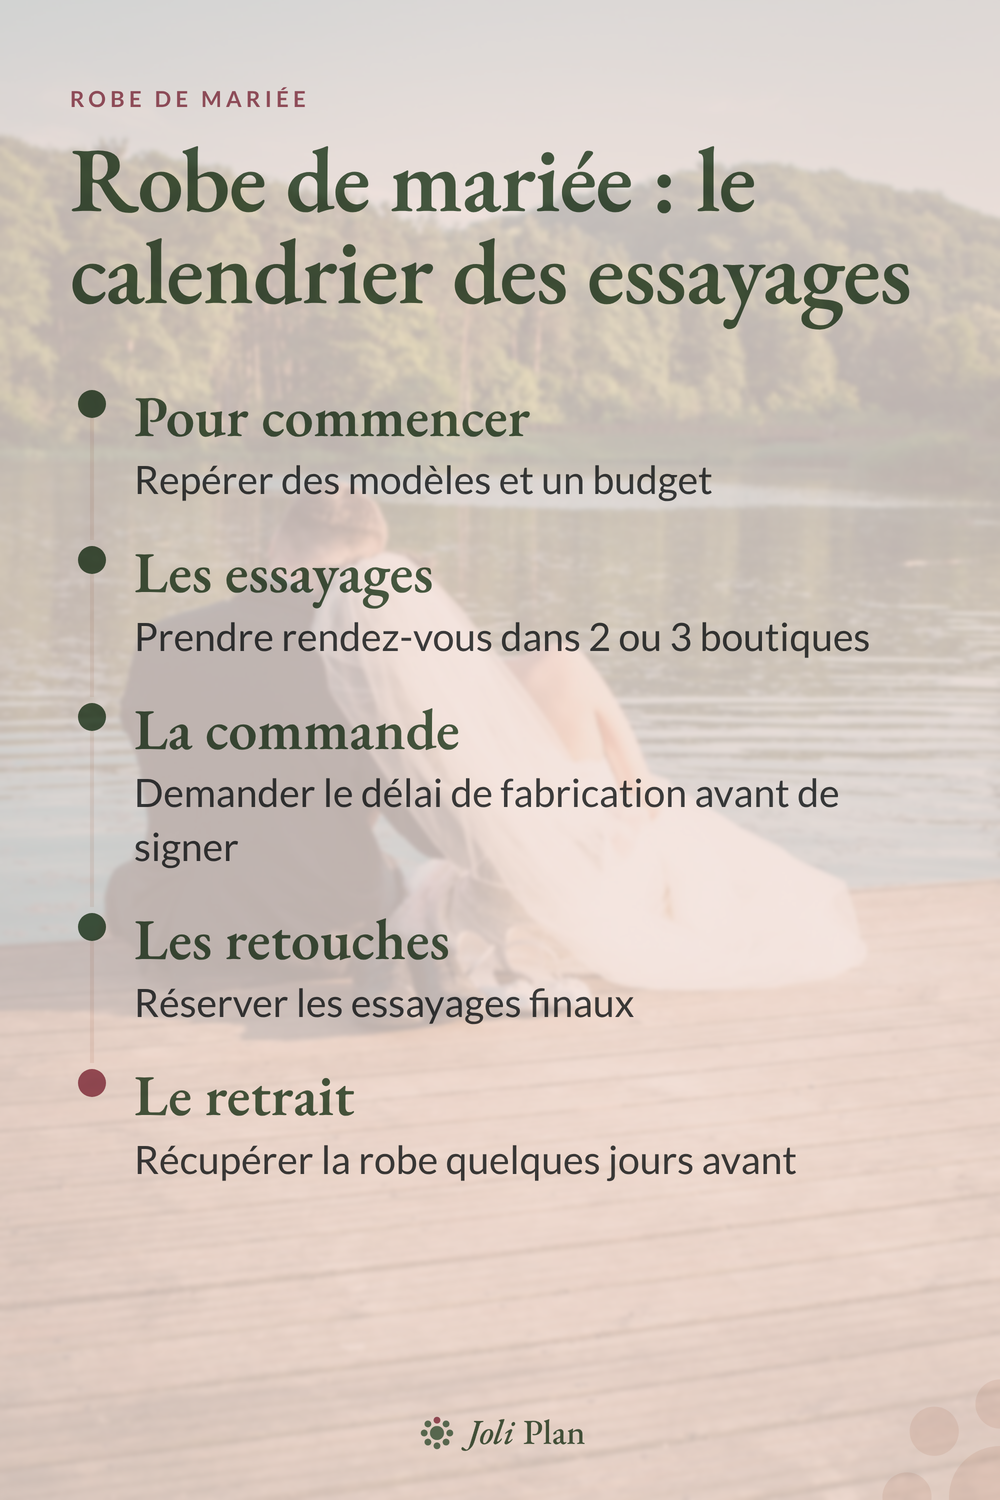 ROBE DE MARIÉE
Robe de mariée : le
calendrier des essayages
Pour commencer
Repérer des modèles et un budget
Les essayages
Prendre rendez-vous dans 2 ou 3 boutiques
La commande
Demander le délai de fabrication avant de
signer
Les retouches
Réserver les essayages finaux
Le retrait
Récupérer la robe quelques jours avant
Joli Plan